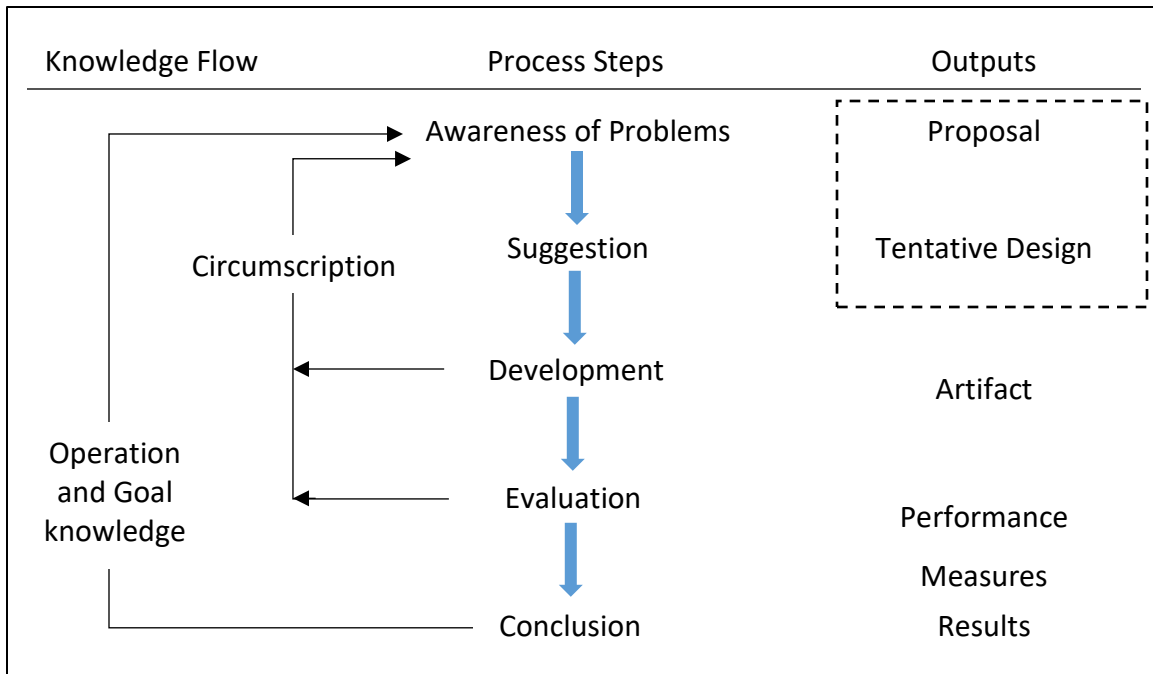 Knowledge Flow
Process Steps
Outputs
Awareness of Problems
Proposal
Suggestion
Tentative Design
Circumscription
Development
Artifact
Operation
and Goal
knowledge
Evaluation
Performance
Measures
Conclusion
Results